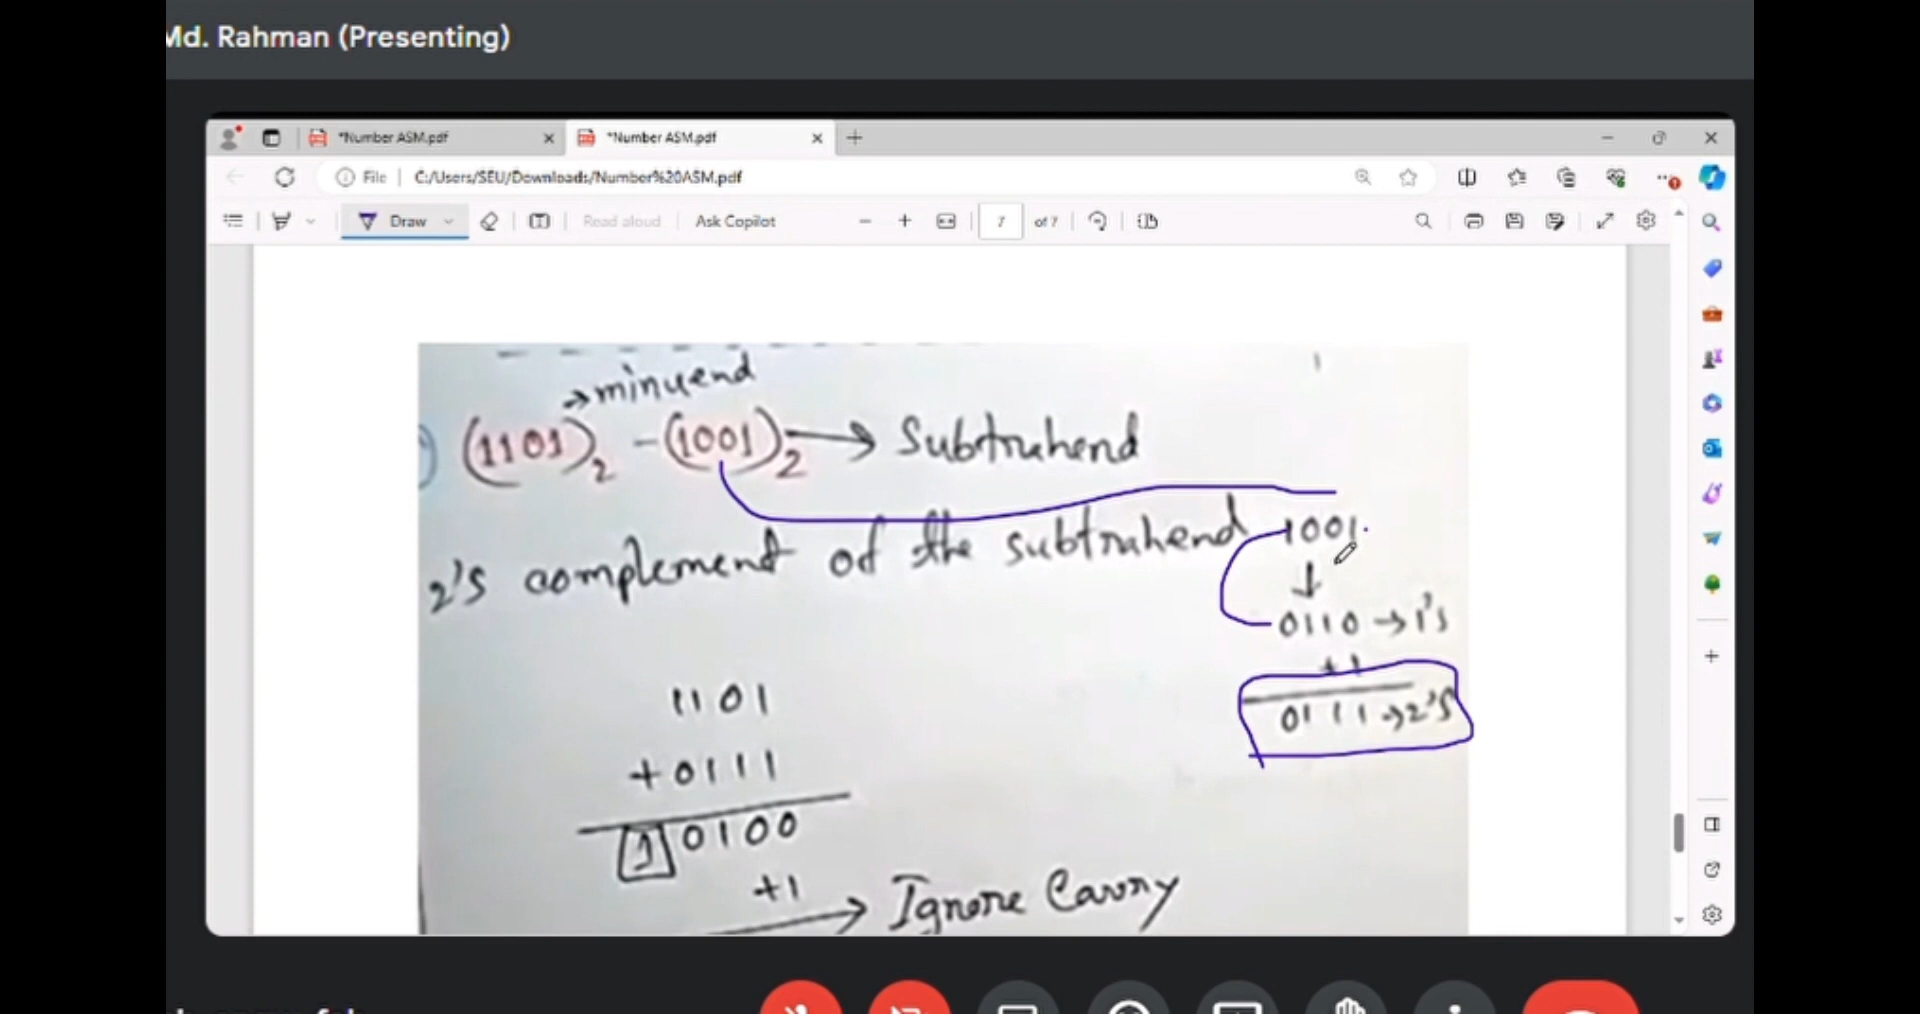 Md. Rahman (Presenting)
*Number ASM.pdf
*Number ASM.pdf
File | C:/Users/SEU/Downloads/Number%20ASM.pdf
Draw
Read aloud
Ask Copilot
7 of 7
→ minuend
(1101)₂ - (1001)₂ → Subtrahend
2's complement of the subtrahend
1001
↓
0110 → 1's
+1
0111 → 2's
1101
+0111
1 0100
+1
→ Ignore Carry